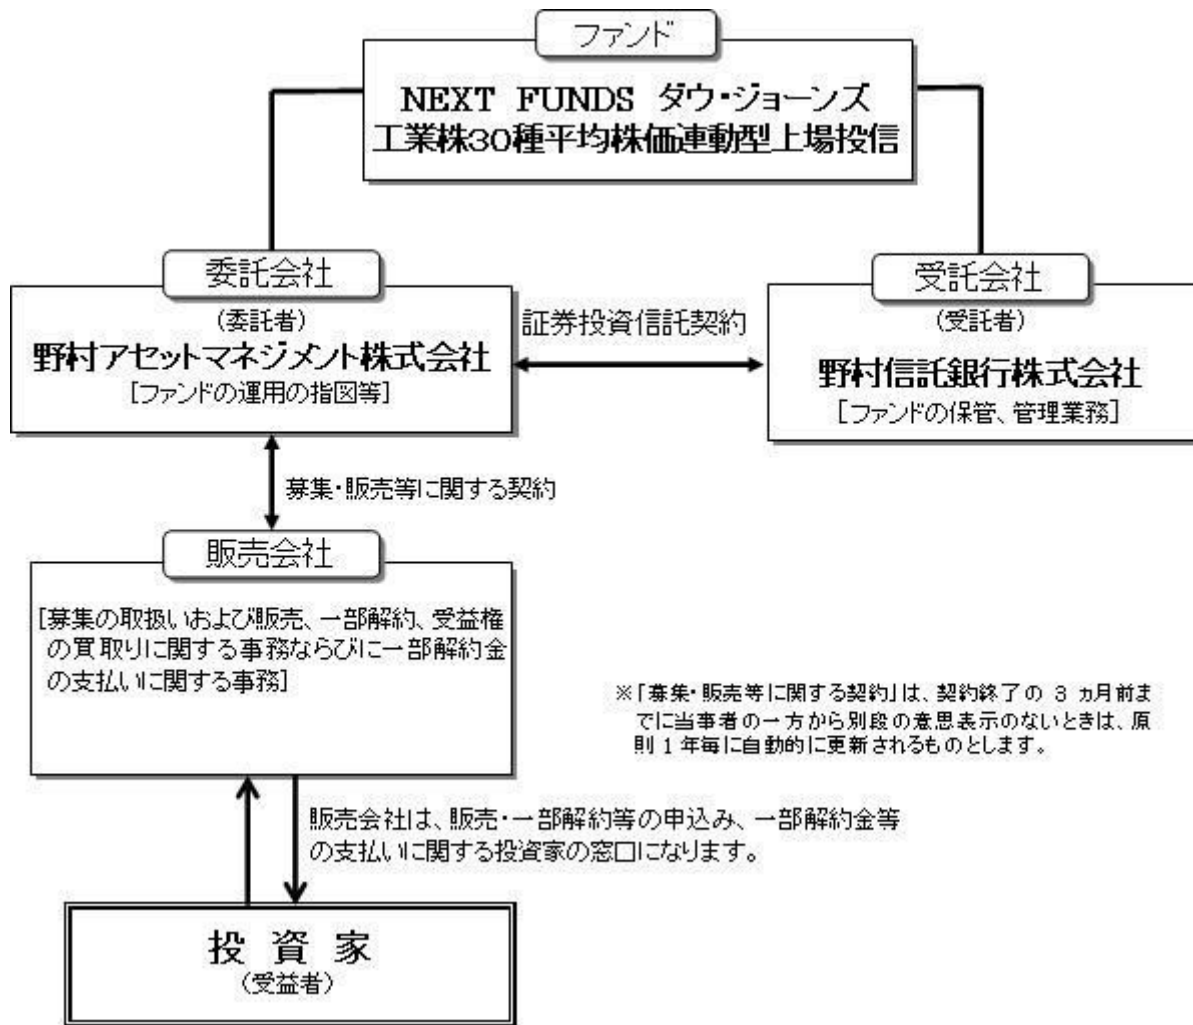 ファンド
NEXT FUNDS ダウ・ジョーンズ
工業株30種平均株価連動型上場投信
委託会社
(委託者)
野村アセットマネジメント株式会社
[ファンドの運用の指図等]
証券投資信託契約
受託会社
(受託者)
野村信託銀行株式会社
[ファンドの保管、管理業務]
募集・販売等に関する契約
販売会社
[募集の取扱いおよび販売、一部解約、受益権
の買取りに関する事務ならびに一部解約金
の支払いに関する事務]
※「募集・販売等に関する契約」は、契約終了の 3 ヵ月前ま
でに当事者の一方から別段の意思表示のないときは、原
則 1 年毎に自動的に更新されるものとします。
販売会社は、販売・一部解約等の申込み、一部解約金等
の支払いに関する投資家の窓口になります。
投 資 家
(受益者)